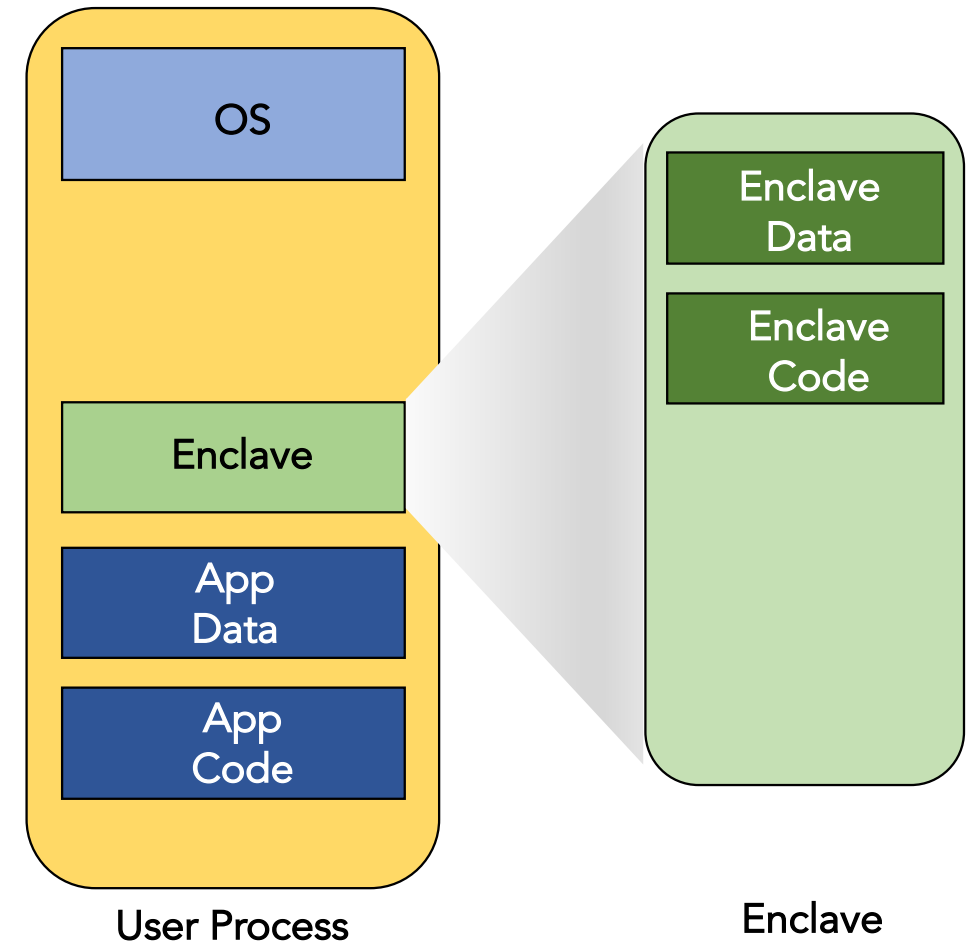 OS
Enclave
App
Data
App
Code
User Process
Enclave
Data
Enclave
Code
Enclave